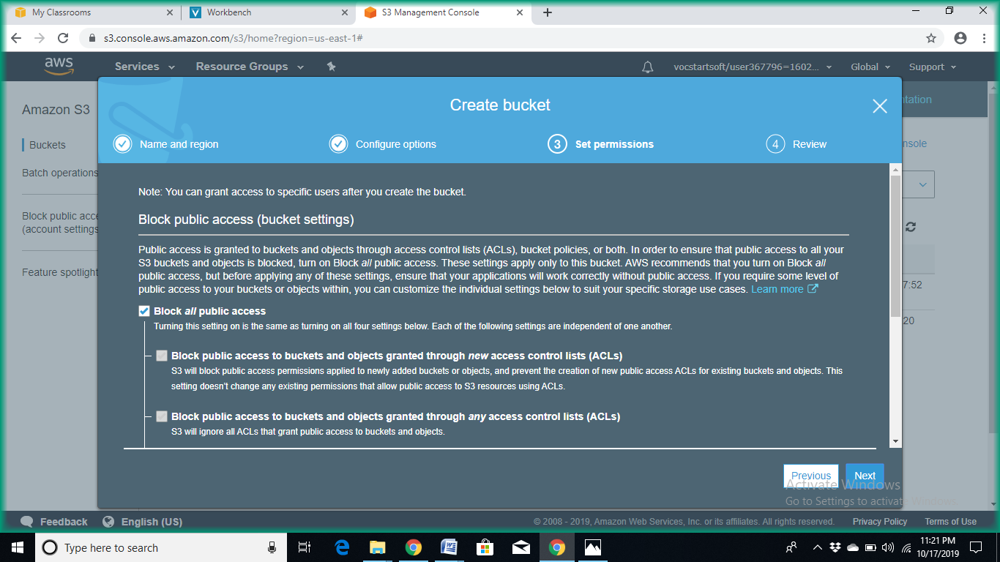 My Classrooms
Workbench
S3 Management Console
s3.console.aws.amazon.com/s3/home?region=us-east-1#
aws
Services
Resource Groups
vocstartsoft/user367796=1602...
Global
Support
Amazon S3
Buckets
Batch operations
Block public acce
(account settings
Feature spotlight
ntation
nsole
7:52
20
Create bucket
Name and region
Configure options
3 Set permissions
4 Review
Note: You can grant access to specific users after you create the bucket.
Block public access (bucket settings)
Public access is granted to buckets and objects through access control lists (ACLs), bucket policies, or both. In order to ensure that public access to all your
S3 buckets and objects is blocked, turn on Block all public access. These settings apply only to this bucket. AWS recommends that you turn on Block all
public access, but before applying any of these settings, ensure that your applications will work correctly without public access. If you require some level of
public access to your buckets or objects within, you can customize the individual settings below to suit your specific storage use cases. Learn more
Block all public access
Turning this setting on is the same as turning on all four settings below. Each of the following settings are independent of one another.
Block public access to buckets and objects granted through new access control lists (ACLs)
S3 will block public access permissions applied to newly added buckets or objects, and prevent the creation of new public access ACLs for existing buckets and objects. This
setting doesn't change any existing permissions that allow public access to S3 resources using ACLs.
Block public access to buckets and objects granted through any access control lists (ACLs)
S3 will ignore all ACLs that grant public access to buckets and objects.
Previous
Next
Activate Windows
Go to Settings to activate Windows.
Feedback
English (US)
© 2008 - 2019, Amazon Web Services, Inc. or its affiliates. All rights reserved.
Privacy Policy
Terms of Use
Type here to search
11:21 PM
10/17/2019